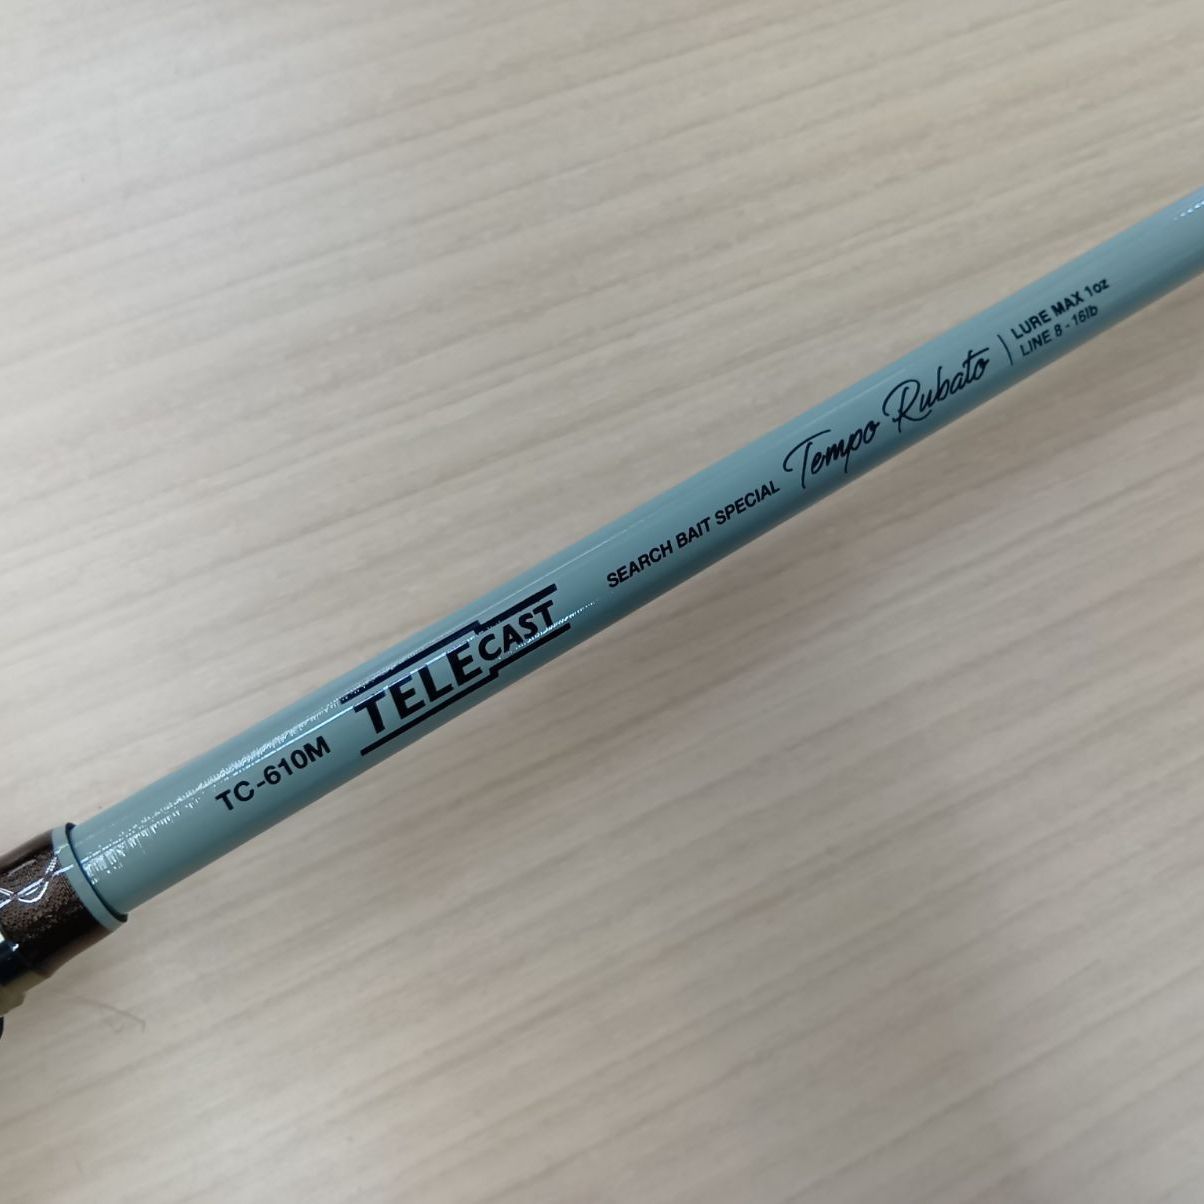 TC-610M
TELECAST
SEARCH BAIT SPECIAL
Tempo Rubato
LURE MAX 1oz
LINE 8 - 16lb